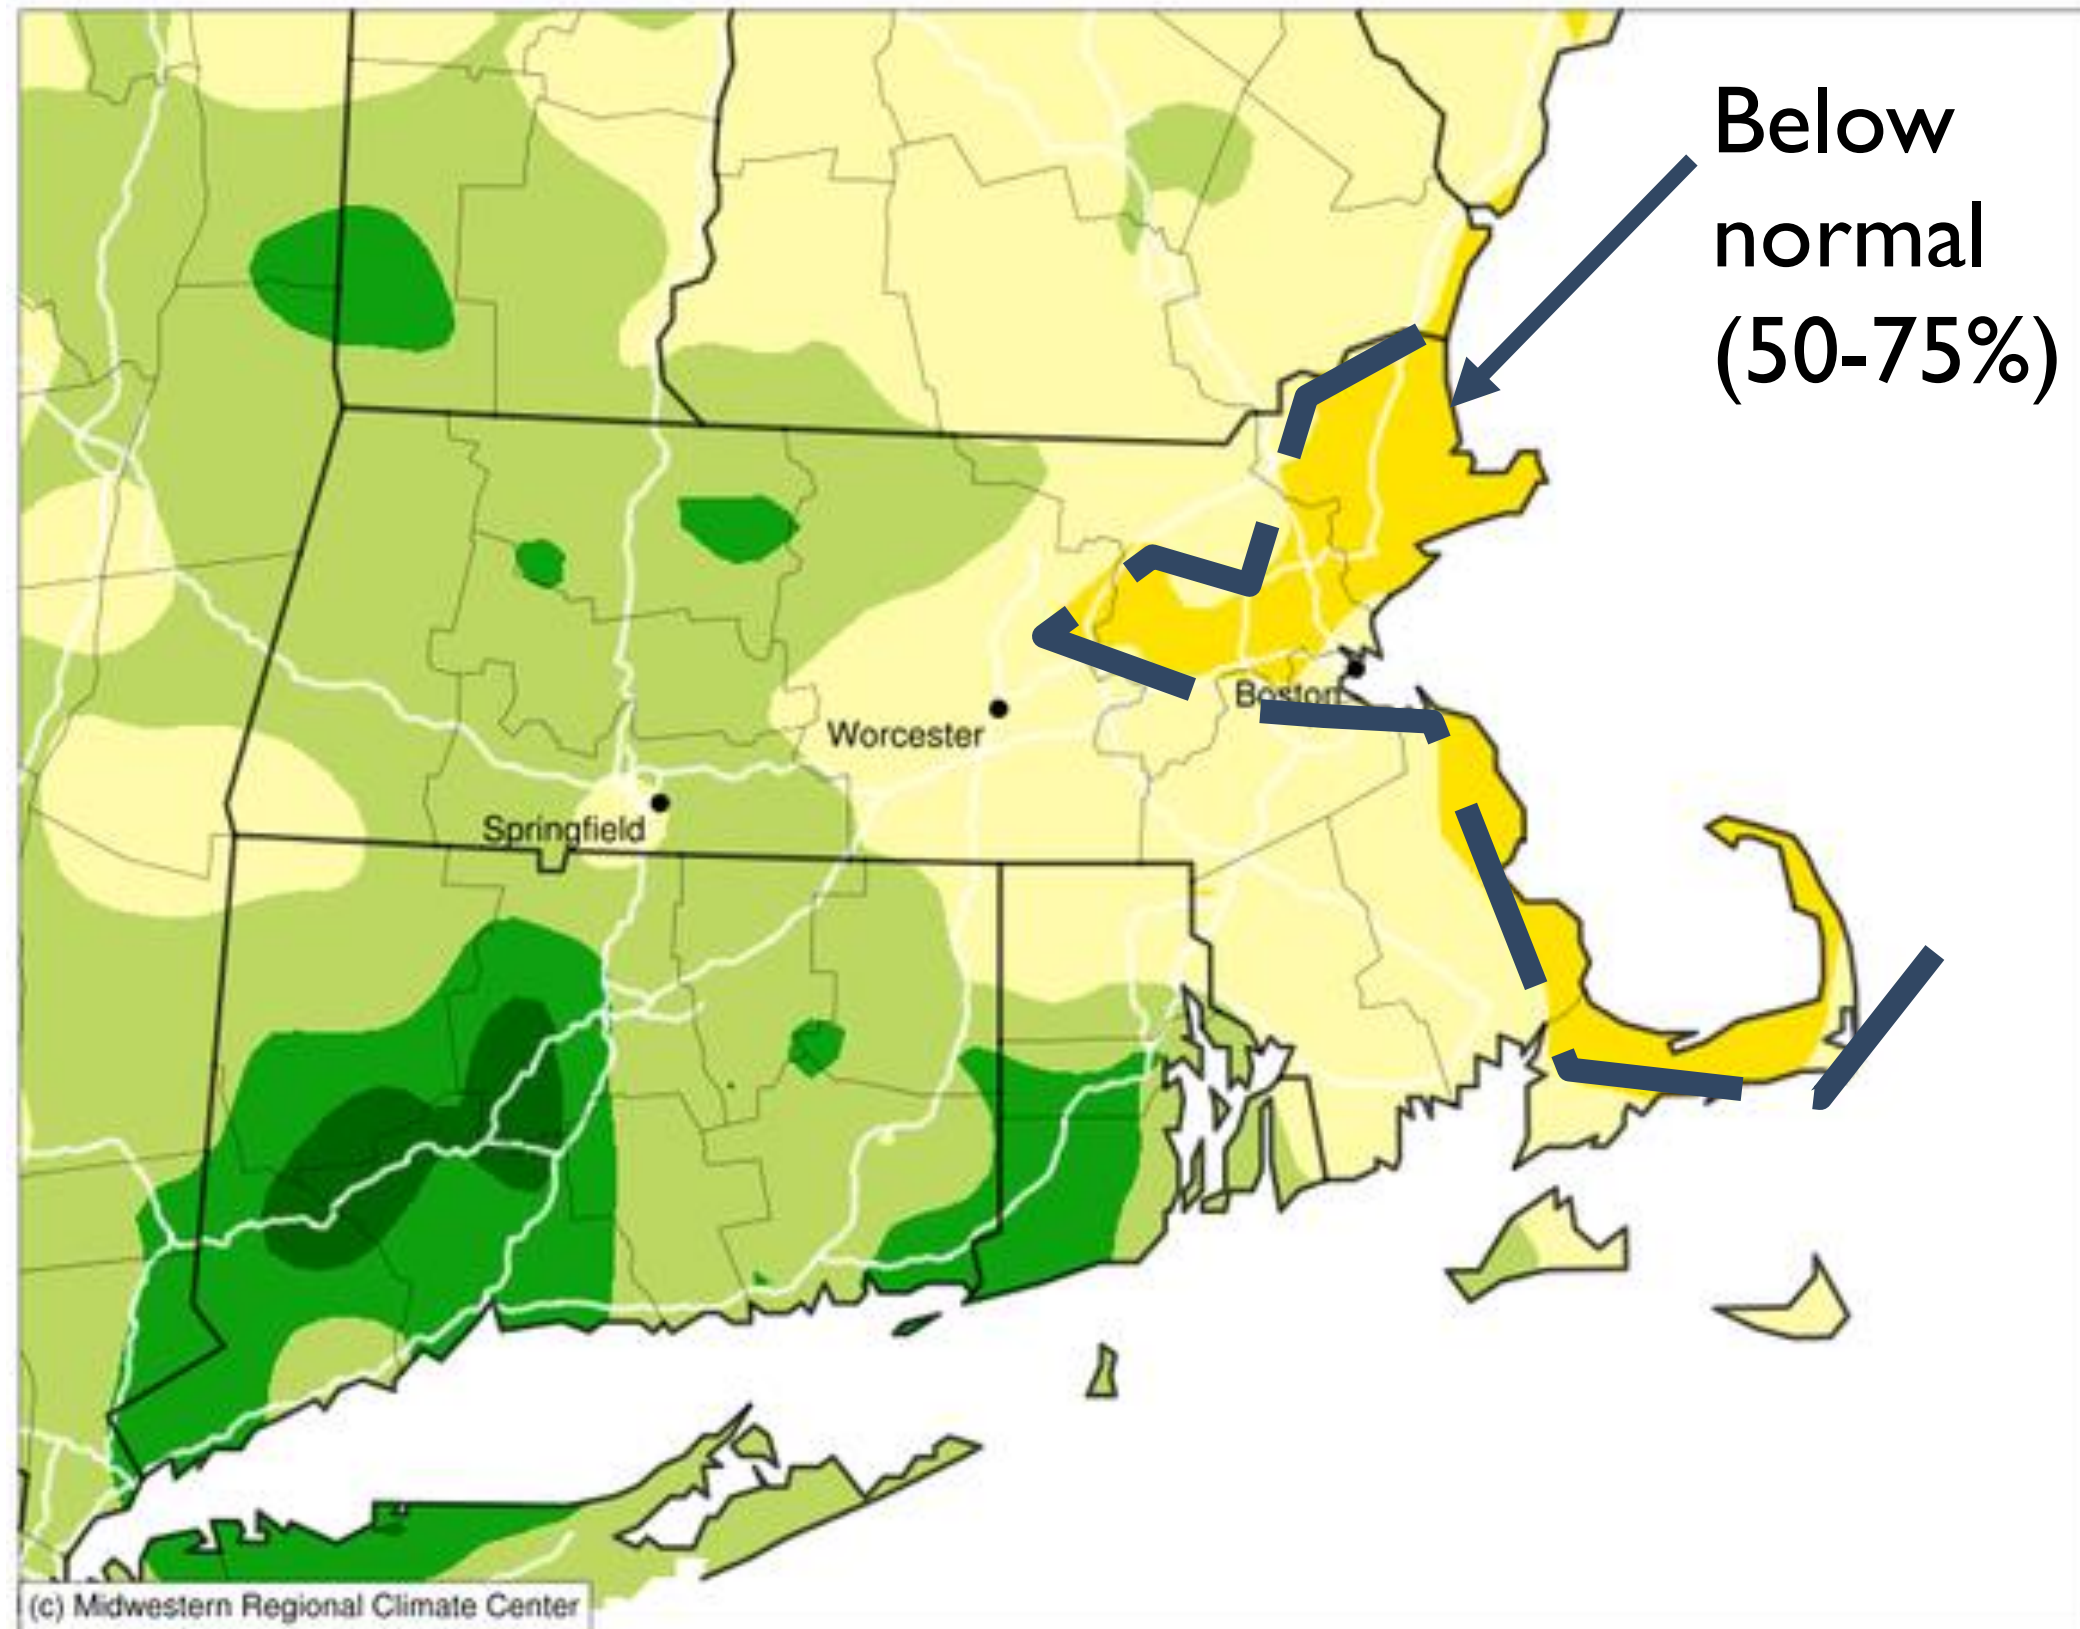 Below
normal
(50-75%)
Boston
Worcester
Springfield
(c) Midwestern Regional Climate Center